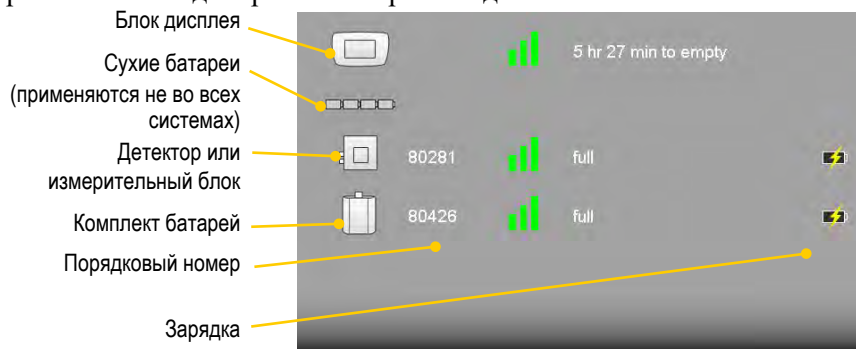 Блок дисплея
5 hr 27 min to empty
Сухие батареи
(применяются не во всех
системах)
Детектор или
измерительный блок
80281 full
Комплект батарей
80426 full
Порядковый номер
Зарядка